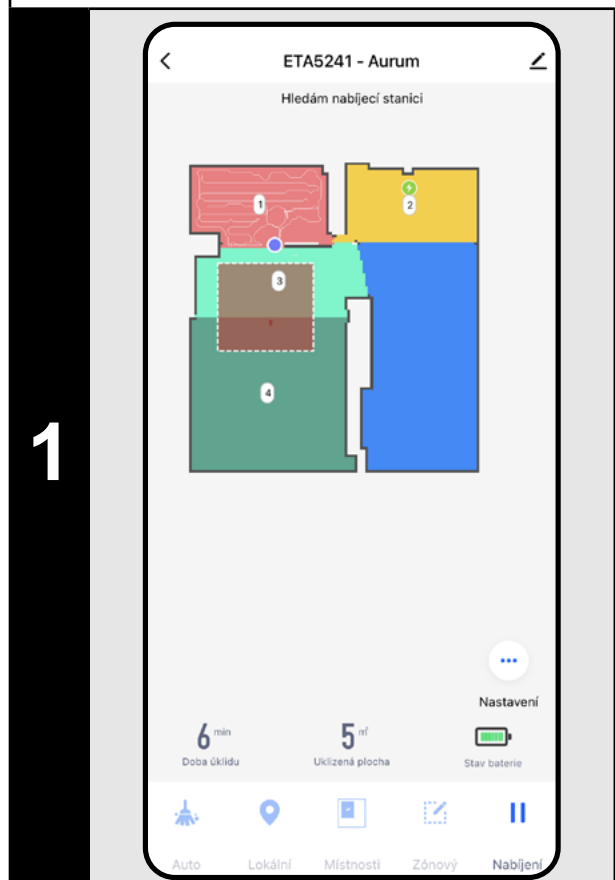 1
ETA5241 - Aurum
Hledám nabíjecí stanici
1
2
3
4
Nastavení
6 min
5 m²
Doba úklidu
Uklizená plocha
Stav baterie
Auto
Lokální
Místnosti
Zónový
Nabíjení